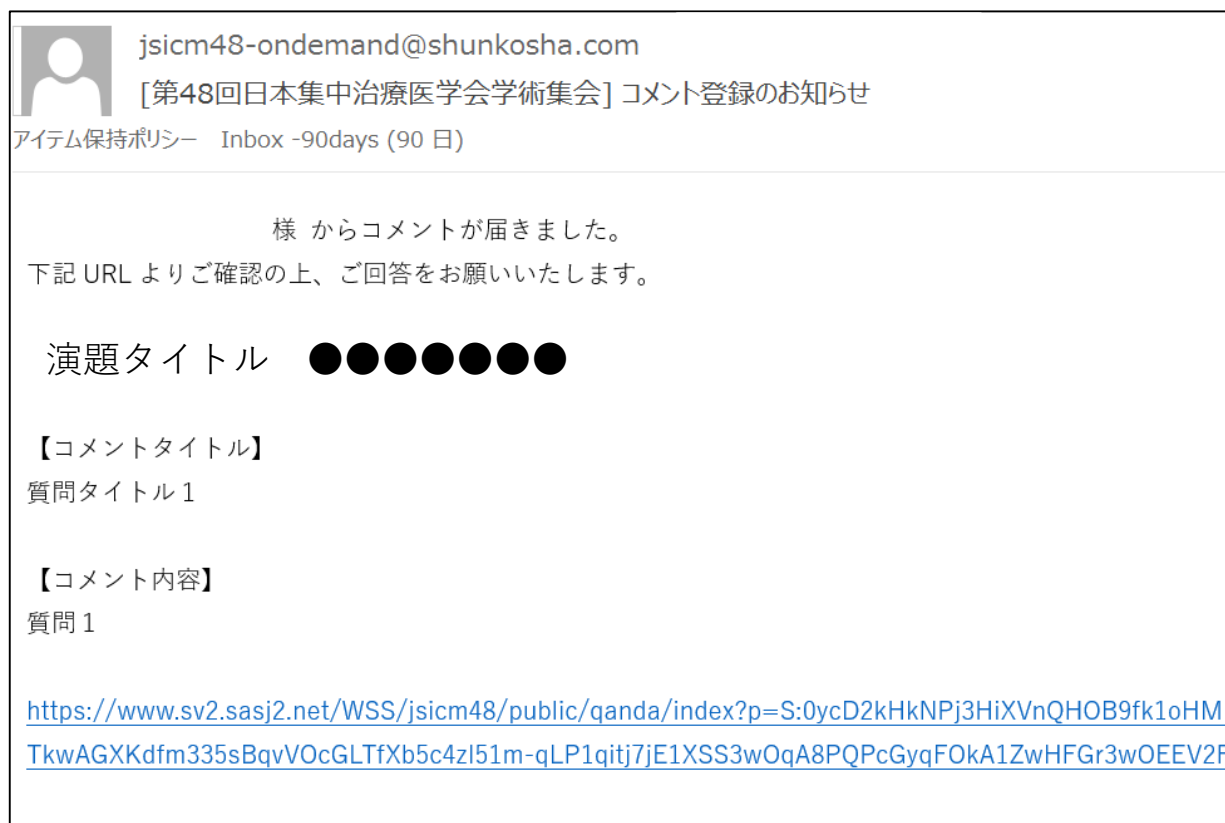 jsicm48-ondemand@shunkosha.com
[第48回日本集中治療医学会学術集会] コメント登録のお知らせ
アイテム保持ポリシー Inbox -90days (90 日)
様 からコメントが届きました。
下記 URL よりご確認の上、ご回答をお願いいたします。
演題タイトル ●●●●●●●
【コメントタイトル】
質問タイトル 1
【コメント内容】
質問 1
https://www.sv2.sasj2.net/WSS/jsicm48/public/qanda/index?p=S:0ycD2kHkNPj3HiXVnQHOB9fk1oHM
TkwAGXKdfm335sBqvVOcGLTfXb5c4zl51m-qLP1qitj7jE1XSS3wOqA8PQPcGyqFOkA1ZwHFGr3wOEEV2F